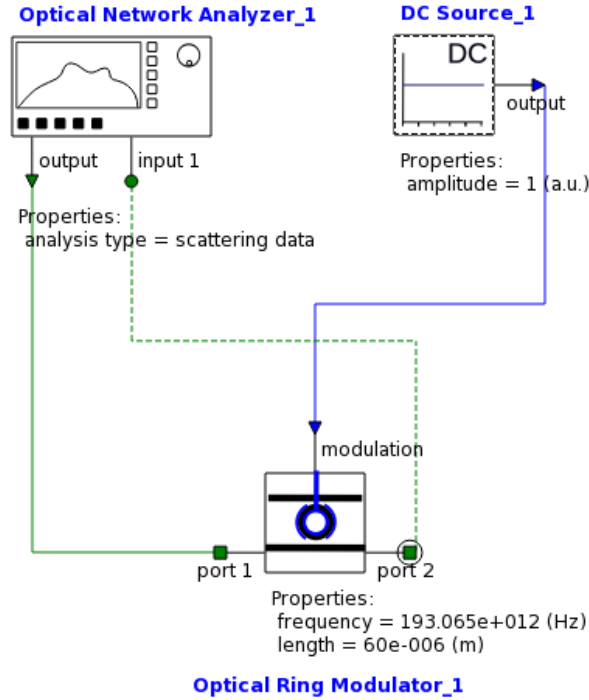 Optical Network Analyzer_1
DC Source_1
DC
output
output
input 1
Properties:
amplitude = 1 (a.u.)
Properties:
analysis type = scattering data
modulation
port 1
port 2
Properties:
frequency = 193.065e+012 (Hz)
length = 60e-006 (m)
Optical Ring Modulator_1